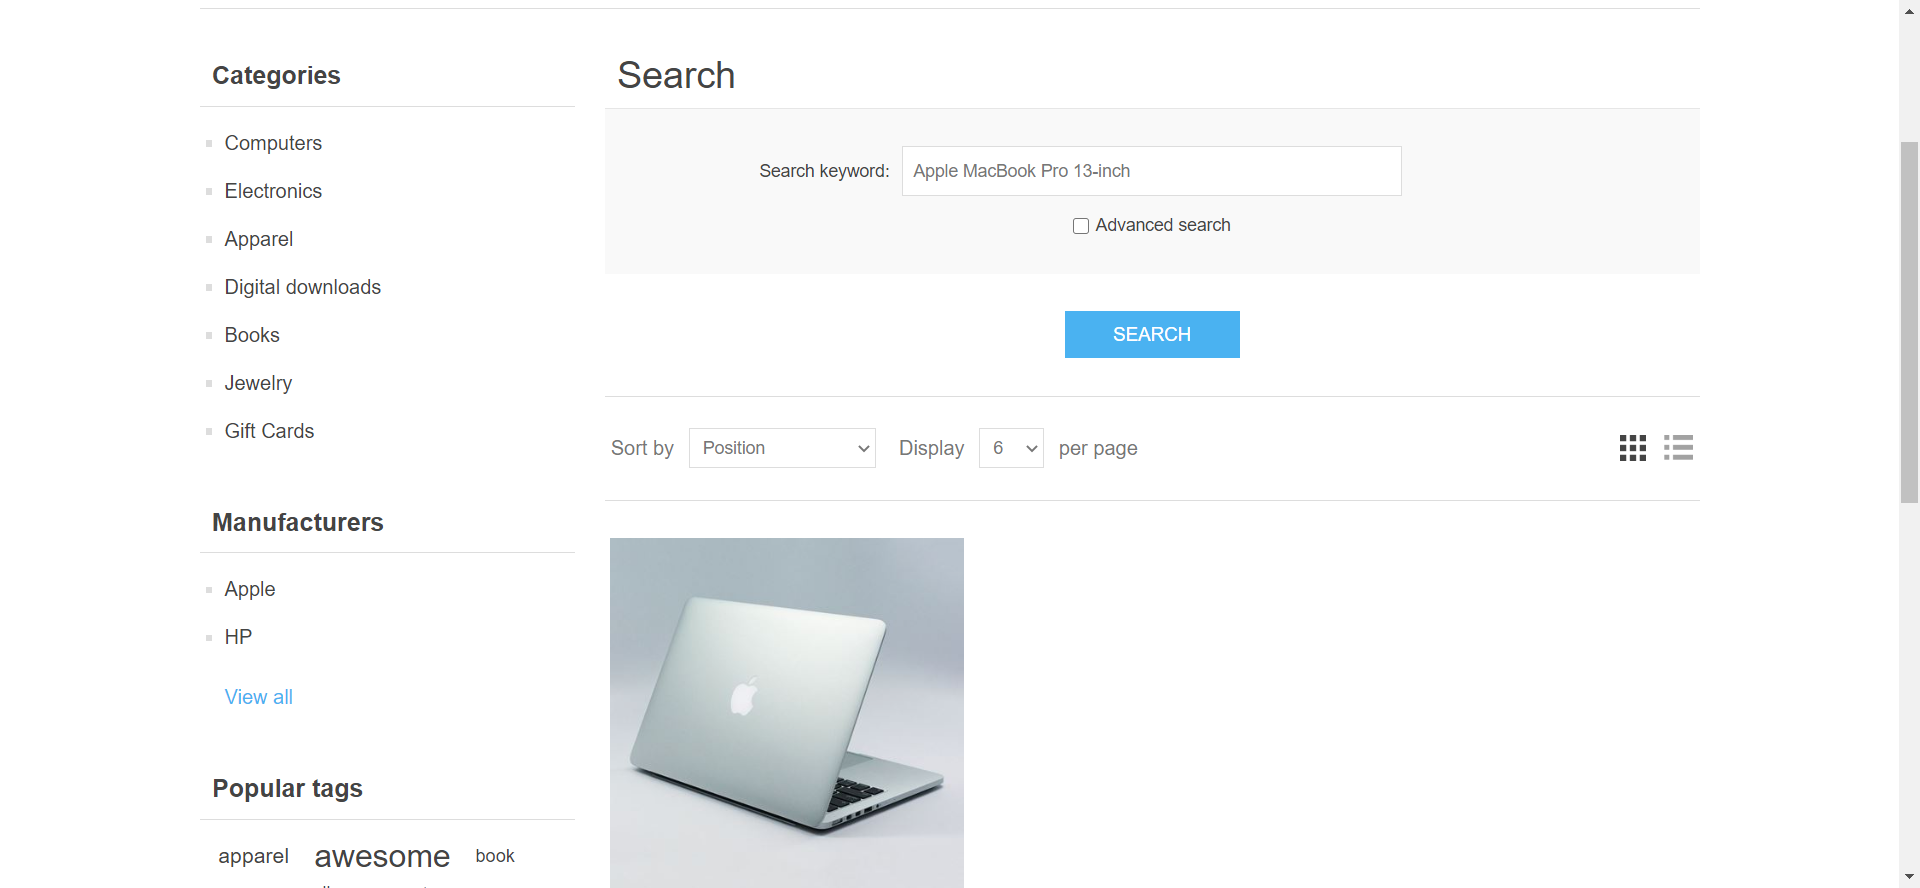 Categories
Computers
Electronics
Apparel
Digital downloads
Books
Jewelry
Gift Cards
Manufacturers
Apple
HP
View all
Popular tags
apparel awesome book
Search
Search keyword: Apple MacBook Pro 13-inch
Advanced search
SEARCH
Sort by Position Display 6 per page